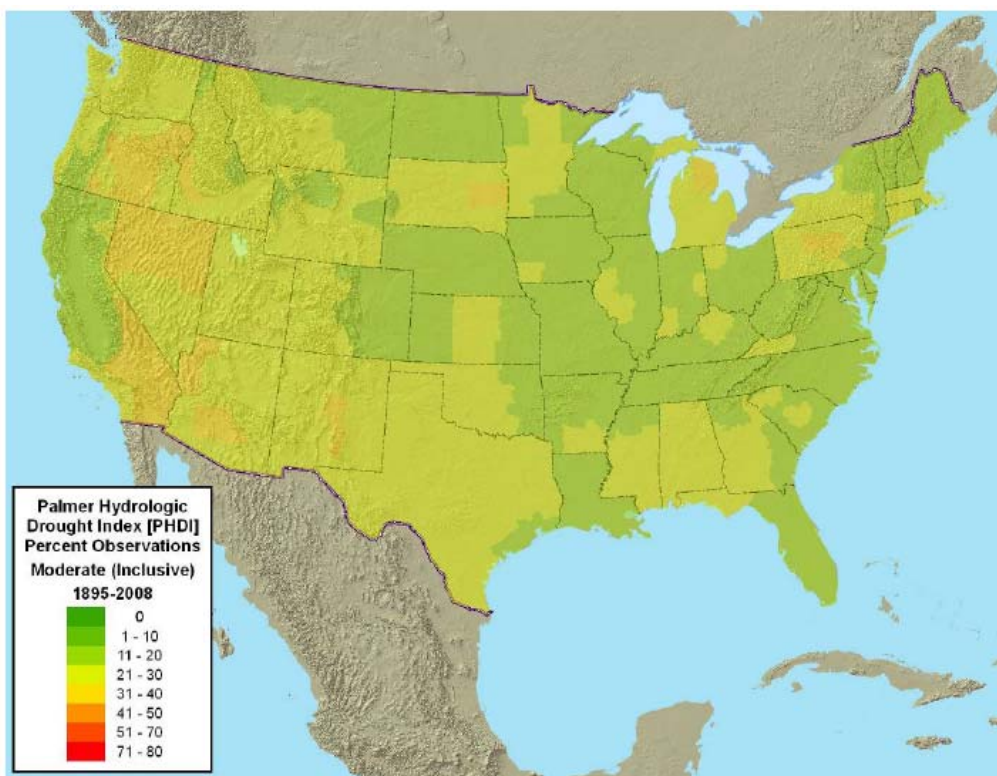 Palmer Hydrologic
Drought Index [PHDI]
Percent Observations
Moderate (Inclusive)
1895-2008
0
1 - 10
11 - 20
21 - 30
31 - 40
41 - 50
51 - 70
71 - 80